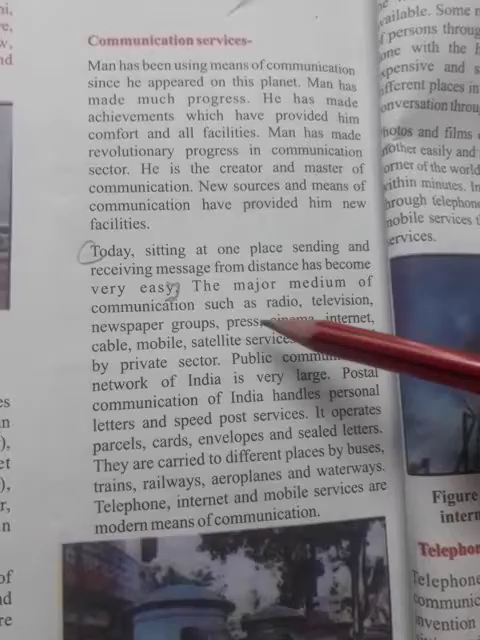 Communication services-
Man has been using means of communication
since he appeared on this planet. Man has
made much progress. He has made
achievements which have provided him
comfort and all facilities. Man has made
revolutionary progress in communication
sector. He is the creator and master of
communication. New sources and means of
communication have provided him new
facilities.
Today, sitting at one place sending and
receiving message from distance has become
very easy. The major medium of
communication such as radio, television,
newspaper groups, press, cinema, internet,
cable, mobile, satellite services
by private sector. Public
network of India is very large. Postal
communication of India handles personal
letters and speed post services. It operates
parcels, cards, envelopes and sealed letters.
They are carried to different places by buses,
trains, railways, aeroplanes and waterways.
Telephone, internet and mobile services are
modern means of communication.
vailable. Some
persons throug
one with the
xpensive and s
ifferent places in
onversation throu
hotos and films
nother easily and
orner of the world
within minutes. In
hrough telephone
mobile services t
ervices.
Figure
intern
Telephon
Telephone
communic
invention